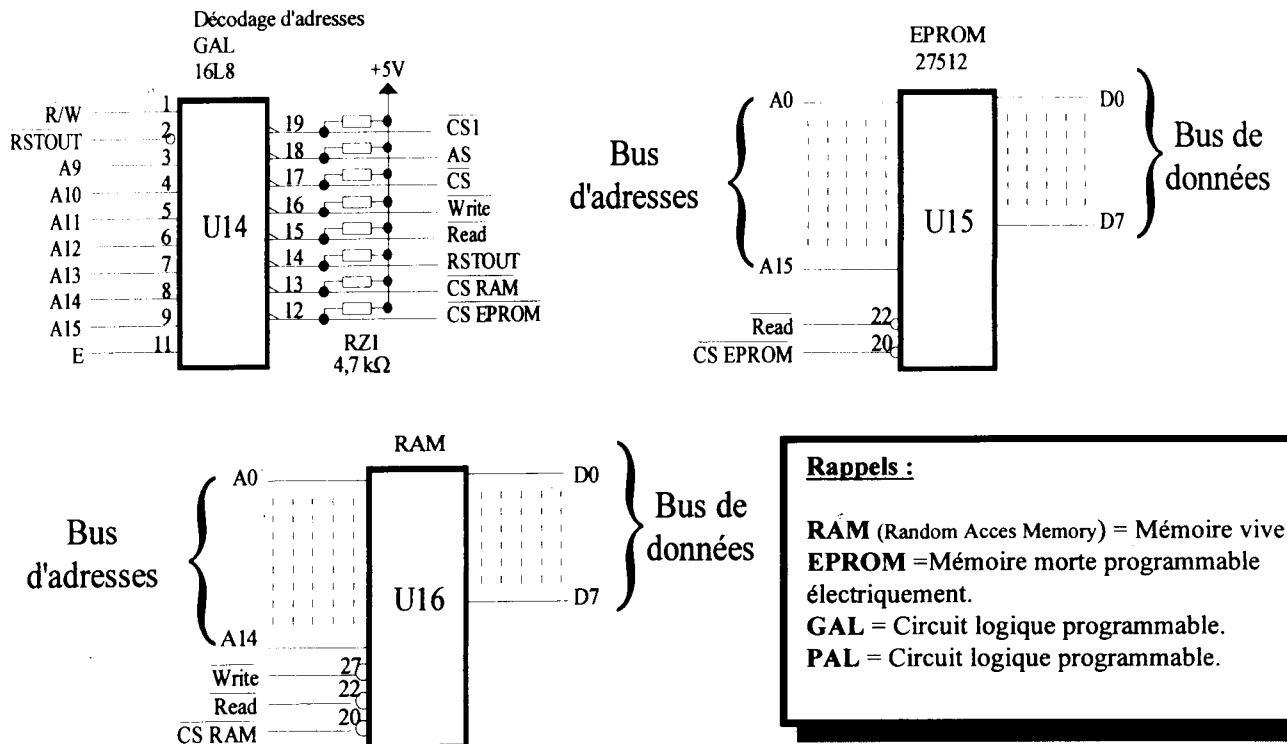 Décodage d'adresses
GAL
16L8
+5V
R/W
RSTOUT
A9
A10
A11
A12
A13
A14
A15
E
1
2
3
4
5
6
7
8
9
11
U14
19
18
17
16
15
14
13
12
CS1
AS
CS
Write
Read
RSTOUT
CS RAM
CS EPROM
RZ1
4,7 kΩ
EPROM
27512
Bus
d'adresses
A0
A15
Read
CS EPROM
22
20
U15
D0
D7
Bus de
données
RAM
Bus
d'adresses
A0
A14
Write
Read
CS RAM
27
22
20
U16
D0
D7
Bus de
données
Rappels :
RAM (Random Acces Memory) = Mémoire vive
EPROM =Mémoire morte programmable
électriquement.
GAL = Circuit logique programmable.
PAL = Circuit logique programmable.